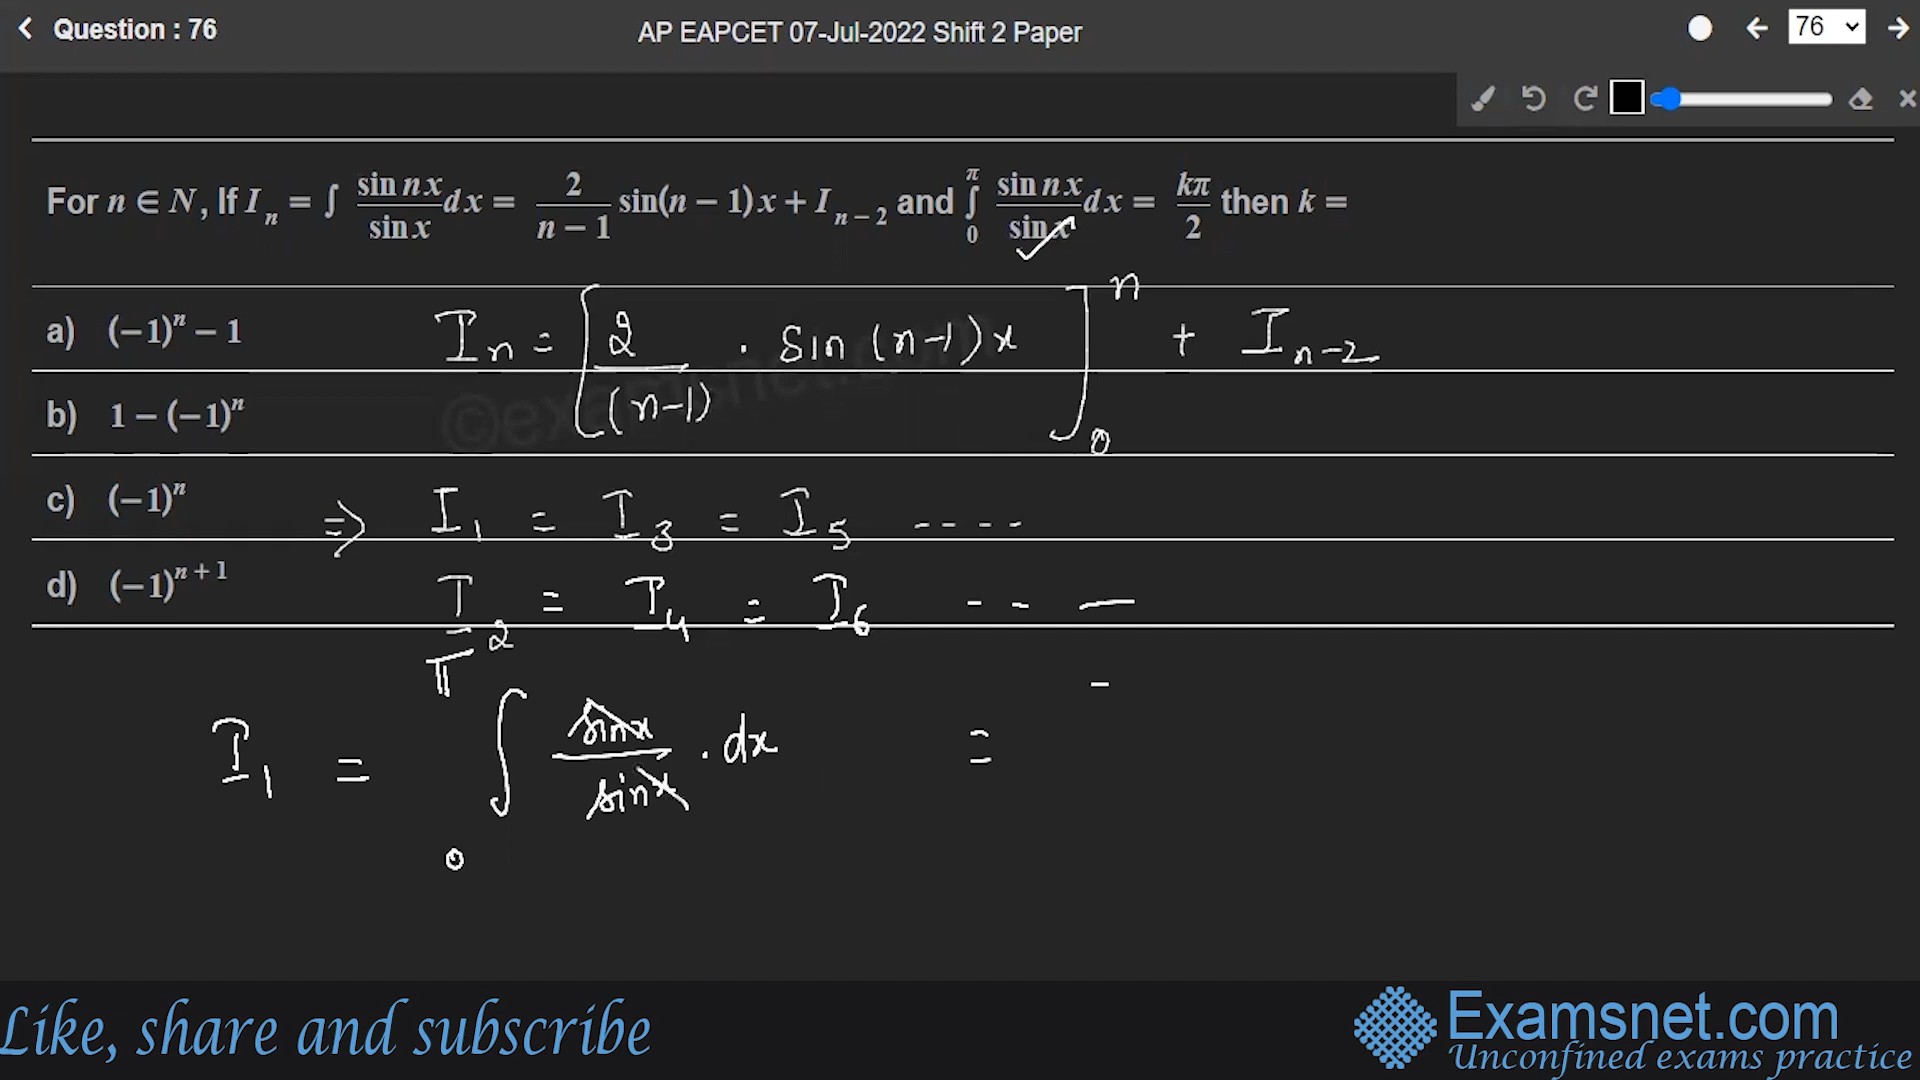 Question : 76
AP EAPCET 07-Jul-2022 Shift 2 Paper
76
For n ∈ N, If I_n = ∫ sin nx / sin x dx = 2 / (n − 1) sin(n − 1)x + I_{n−2} and ∫_0^π sin nx / sin x dx = kπ / 2 then k =
a) (−1)^n − 1
I_n = [2 / (n-1) · sin (n-1) x]_0^π + I_{n-2}
b) 1 − (−1)^n
c) (−1)^n
⇒ I_1 = I_3 = I_5 ----
d) (−1)^{n + 1}
I_2 = I_4 = I_6 -- —
-
I_1 = ∫_0^π sinx / sinx . dx =
Like, share and subscribe
Examsnet.com
Unconfined exams practice